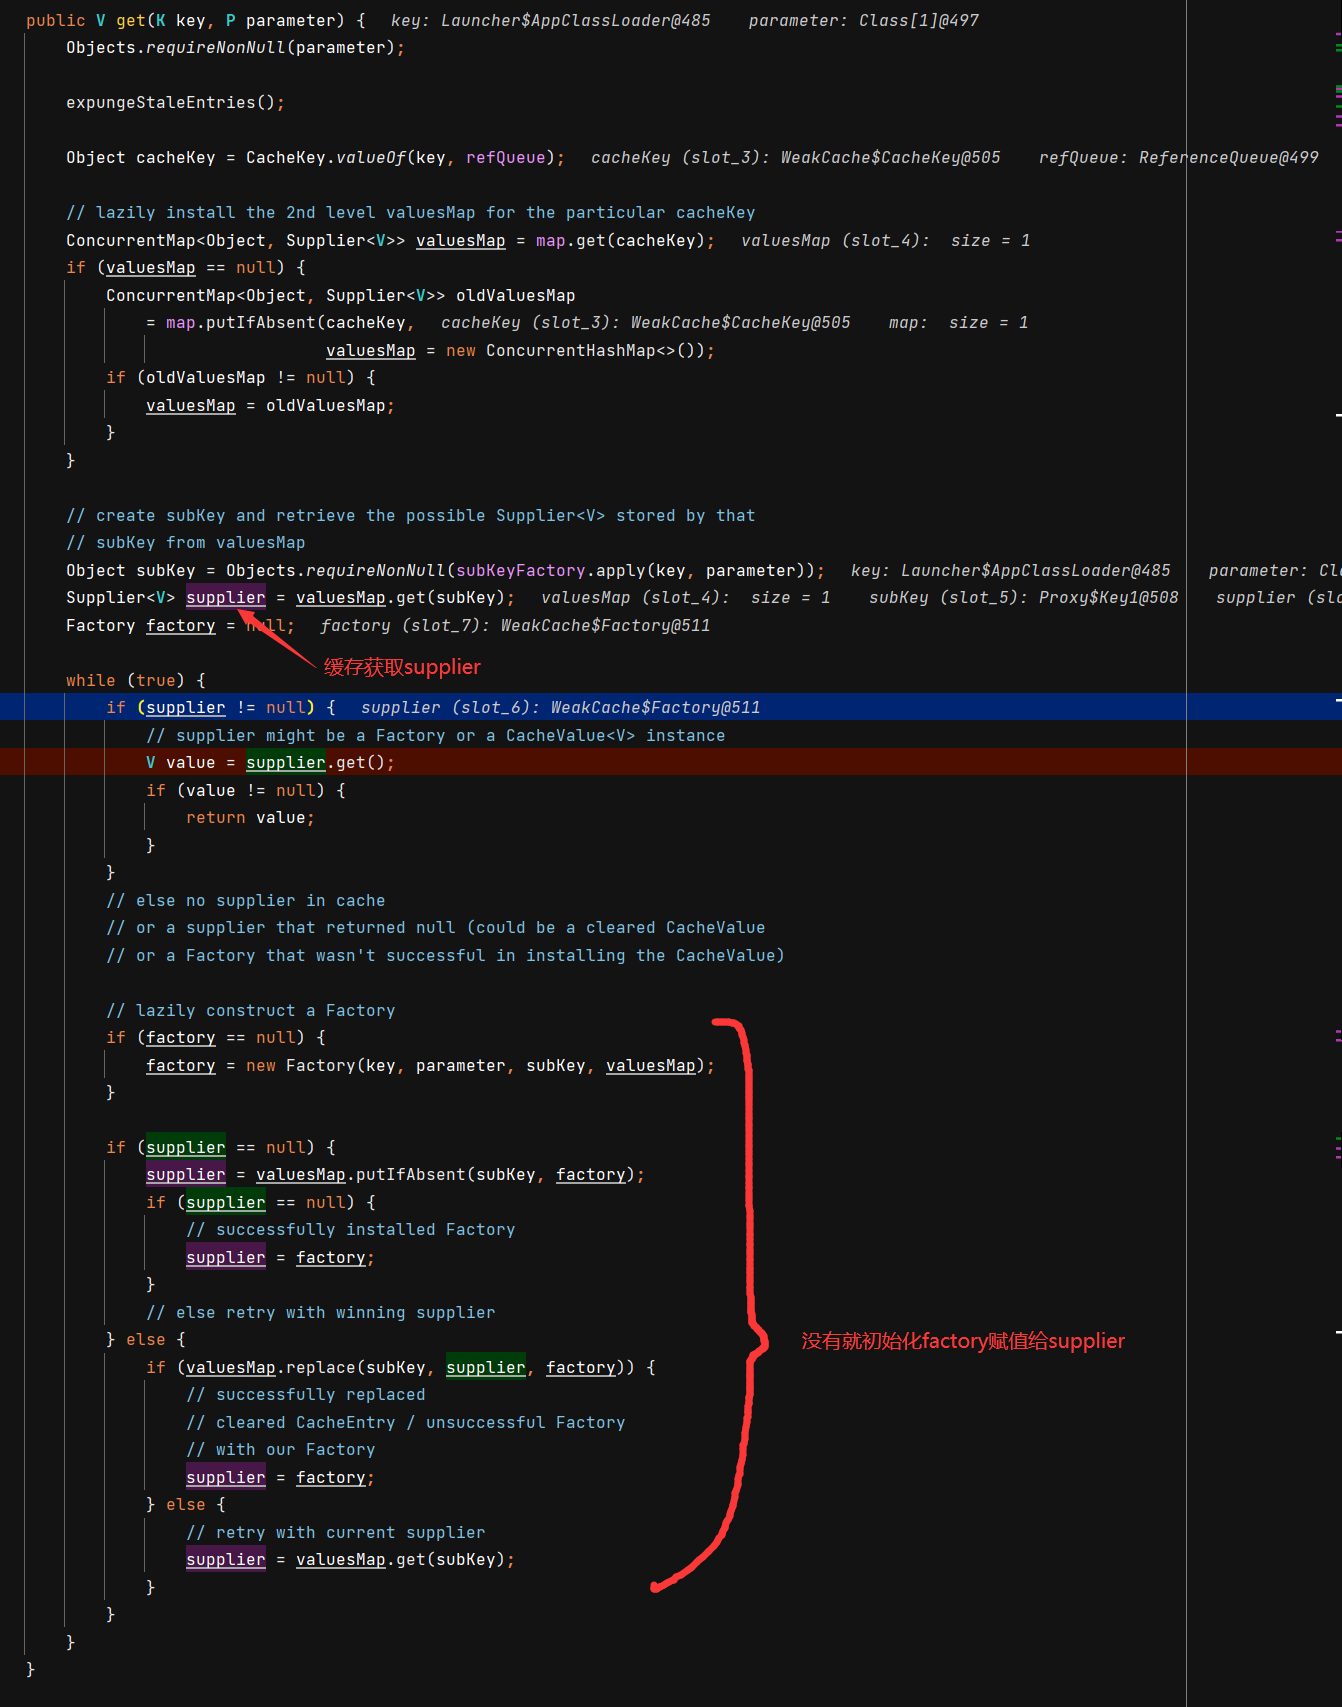 public V get(K key, P parameter) {   key: Launcher$AppClassLoader@485    parameter: Class[1]@497
    Objects.requireNonNull(parameter);
    expungeStaleEntries();
    Object cacheKey = CacheKey.valueOf(key, refQueue);   cacheKey (slot_3): WeakCache$CacheKey@505    refQueue: ReferenceQueue@499
    // lazily install the 2nd level valuesMap for the particular cacheKey
    ConcurrentMap<Object, Supplier<V>> valuesMap = map.get(cacheKey);   valuesMap (slot_4):  size = 1
    if (valuesMap == null) {
        ConcurrentMap<Object, Supplier<V>> oldValuesMap
            = map.putIfAbsent(cacheKey,   cacheKey (slot_3): WeakCache$CacheKey@505    map:  size = 1
                              valuesMap = new ConcurrentHashMap<>());
        if (oldValuesMap != null) {
            valuesMap = oldValuesMap;
        }
    }
    // create subKey and retrieve the possible Supplier<V> stored by that
    // subKey from valuesMap
    Object subKey = Objects.requireNonNull(subKeyFactory.apply(key, parameter));   key: Launcher$AppClassLoader@485    parameter: Cl
    Supplier<V> supplier = valuesMap.get(subKey);   valuesMap (slot_4):  size = 1    subKey (slot_5): Proxy$Key1@508    supplier (slo
    Factory factory = null;   factory (slot_7): WeakCache$Factory@511
缓存获取supplier
    while (true) {
        if (supplier != null) {   supplier (slot_6): WeakCache$Factory@511
            // supplier might be a Factory or a CacheValue<V> instance
            V value = supplier.get();
            if (value != null) {
                return value;
            }
        }
        // else no supplier in cache
        // or a supplier that returned null (could be a cleared CacheValue
        // or a Factory that wasn't successful in installing the CacheValue)
        // lazily construct a Factory
        if (factory == null) {
            factory = new Factory(key, parameter, subKey, valuesMap);
        }
        if (supplier == null) {
            supplier = valuesMap.putIfAbsent(subKey, factory);
            if (supplier == null) {
                // successfully installed Factory
                supplier = factory;
            }
            // else retry with winning supplier
        } else {
没有就初始化factory赋值给supplier
            if (valuesMap.replace(subKey, supplier, factory)) {
                // successfully replaced
                // cleared CacheEntry / unsuccessful Factory
                // with our Factory
                supplier = factory;
            } else {
                // retry with current supplier
                supplier = valuesMap.get(subKey);
            }
        }
    }
}